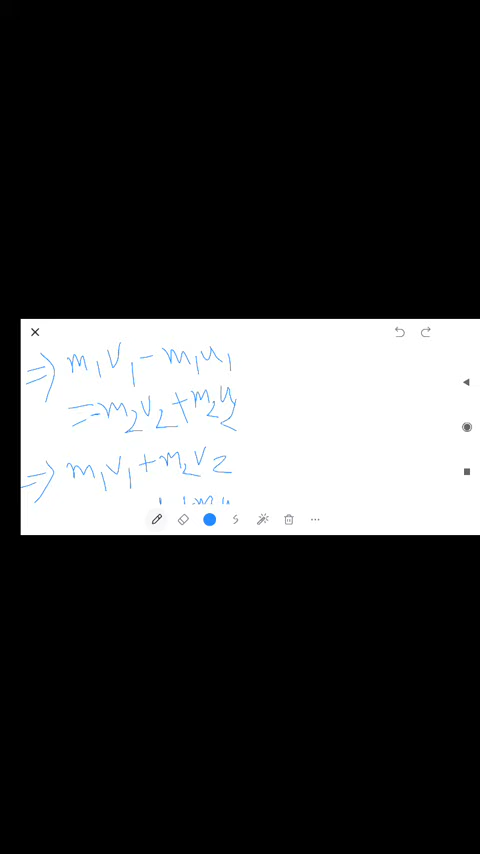 ⇒ m₁v₁ - m₁u₁
= m₂v₂ + m₂u₂
⇒ m₁v₁ + m₂v2